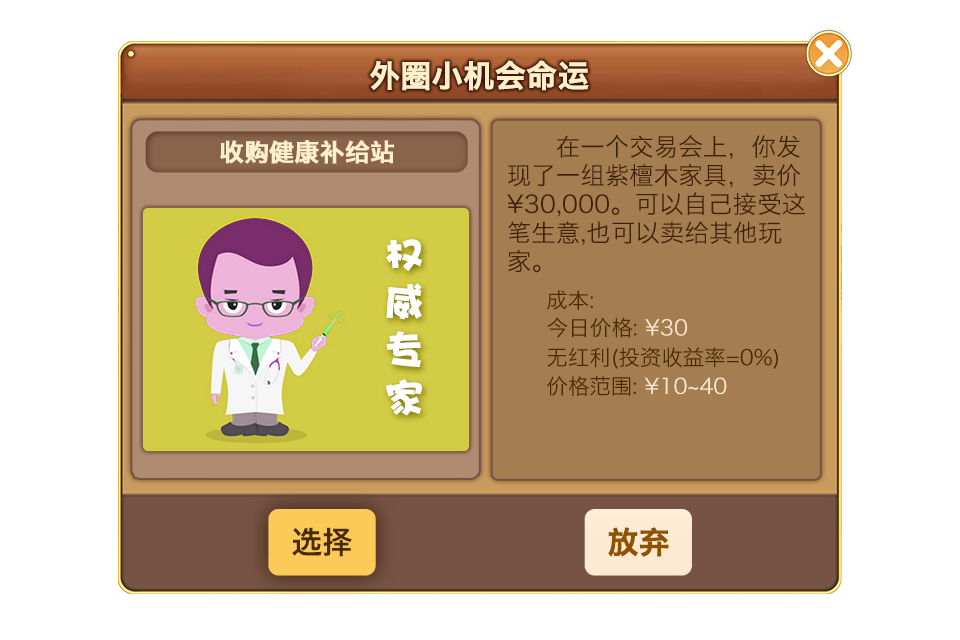 外圈小机会命运
收购健康补给站
权
威
专
家
在一个交易会上，你发
现了一组紫檀木家具，卖价
¥30,000。可以自己接受这
笔生意,也可以卖给其他玩
家。
成本:
今日价格: ¥30
无红利(投资收益率=0%)
价格范围: ¥10~40
选择
放弃